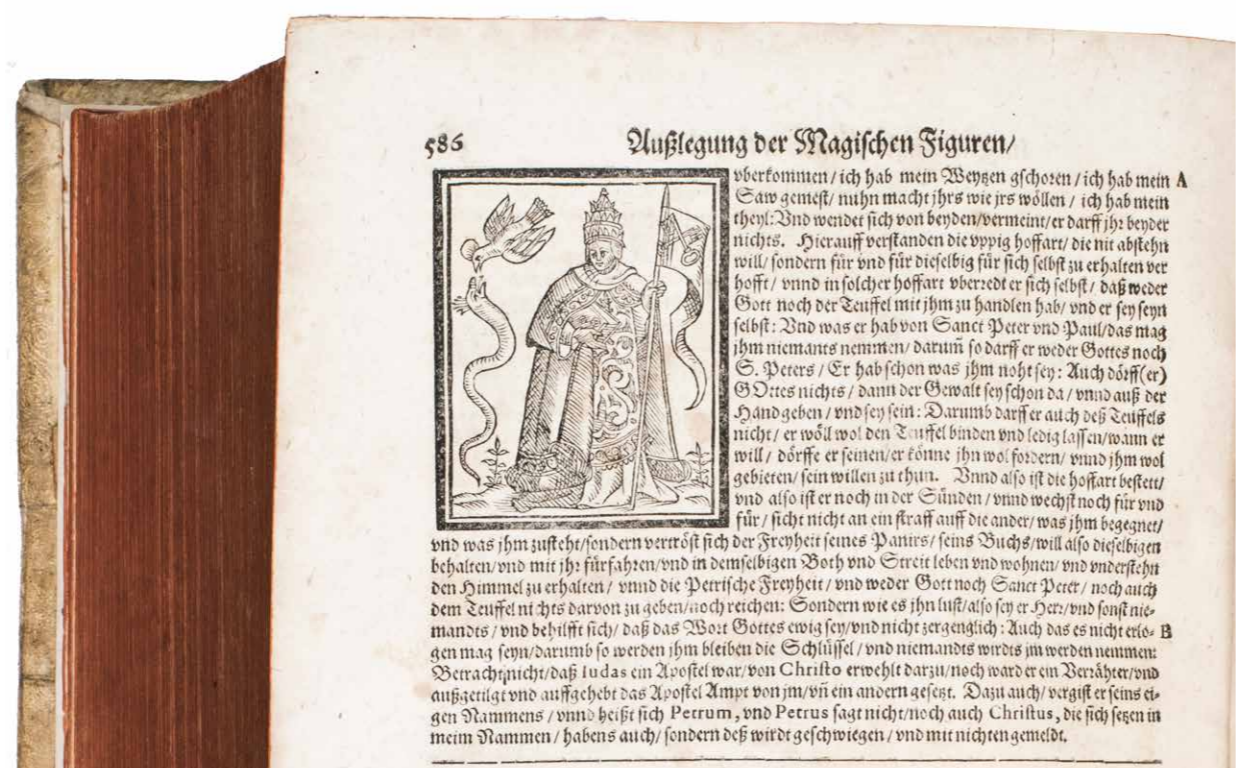 586
Außlegung der Magischen Figuren/
vberkommen / ich hab mein Weytzen gschoren / ich hab mein A
Saw gemest/ nuhn macht jhrs wie jrs wöllen / ich hab mein
theyl: Vnd wendet sich von beyden/vermeint/er darff jhr beyder
nichts. Hierauff verstanden die vppig hoffart/ die nit abstehn
will/ sondern für vnd für dieselbig für sich selbst zu erhalten ver
hofft / vnnd in solcher hoffart vberredt er sich selbst / daß weder
Gott noch der Teuffel mit jhm zu handlen hab/ vnd er sey seyn
selbst: Vnd was er hab von Sanct Peter vnd Paul/das mag
jhm niemants nemmen/ darum̃ so darff er weder Gottes noch
S. Peters / Er hab schon was jhm noht sey: Auch dörff(er)
GOttes nichts / dann der Gewalt sey schon da / vnnd auß der
Hand geben / vnd sey sein: Darumb darff er auch deß Teuffels
nicht / er wöll wol den Teuffel binden vnd ledig lassen/wann er
will / dörffe er seinen/er könne jhn wol fordern/ vnnd jhm wol
gebieten/ sein willen zu thun. Vnnd also ist die hoffart bestett/
vnd also ist er noch in der Sünden / vnnd wechst noch für vnd
für / sicht nicht an ein straff auff die ander/ was jhm begegnet/
vnd was jhm zusteht/sondern vertröst sich der Freyheit seines Panirs/ seins Buchs/will also dieselbigen
behalten/vnd mit jhr fürfahren/vnd in demselbigen Both vnd Streit leben vnd wohnen/ vnd vnderstehn
den Himmel zu erhalten / vnnd die Petrische Freyheit / vnd weder Gott noch Sanct Peter / noch auch
dem Teuffel nichts darvon zu geben/noch reichen: Sondern wie es jhn lust/also sey er Herr/vnd sonst nie-
mandts / vnd behilfft sich/ daß das Wort Gottes ewig sey/vnd nicht zergenglich: Auch das es nicht erlo- B
gen mag seyn/darumb so werden jhm bleiben die Schlüssel / vnd niemandts wirdts jm werden nemmen:
Betracht nicht/daß Iudas ein Apostel war/von Christo erwehlt darzu/noch ward er ein Verrähter/vnd
außgetilgt vnd auffgehebt das Apostel Ampt von jm/vñ ein andern gesetzt. Dazu auch/ vergist er seins ei-
gen Nammens / vnnd heißt sich Petrum, vnd Petrus sagt nicht/noch auch Christus, die sich setzen in
meim Nammen / habens auch/ sondern deß wirdt geschwiegen / vnd mit nichten gemeldt.